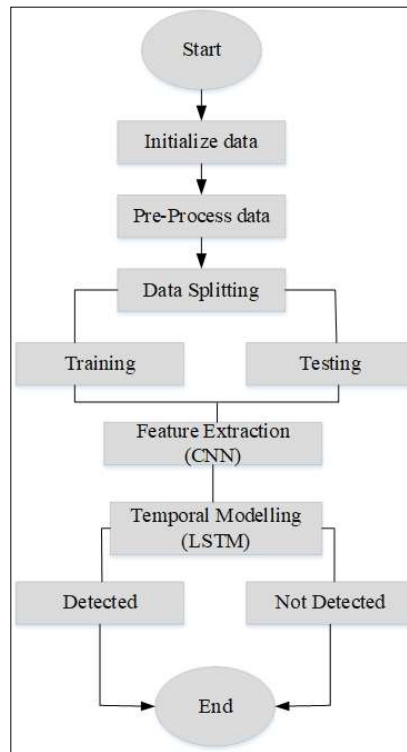 Start
Initialize data
Pre-Process data
Data Splitting
Training
Testing
Feature Extraction
(CNN)
Temporal Modelling
(LSTM)
Detected
Not Detected
End